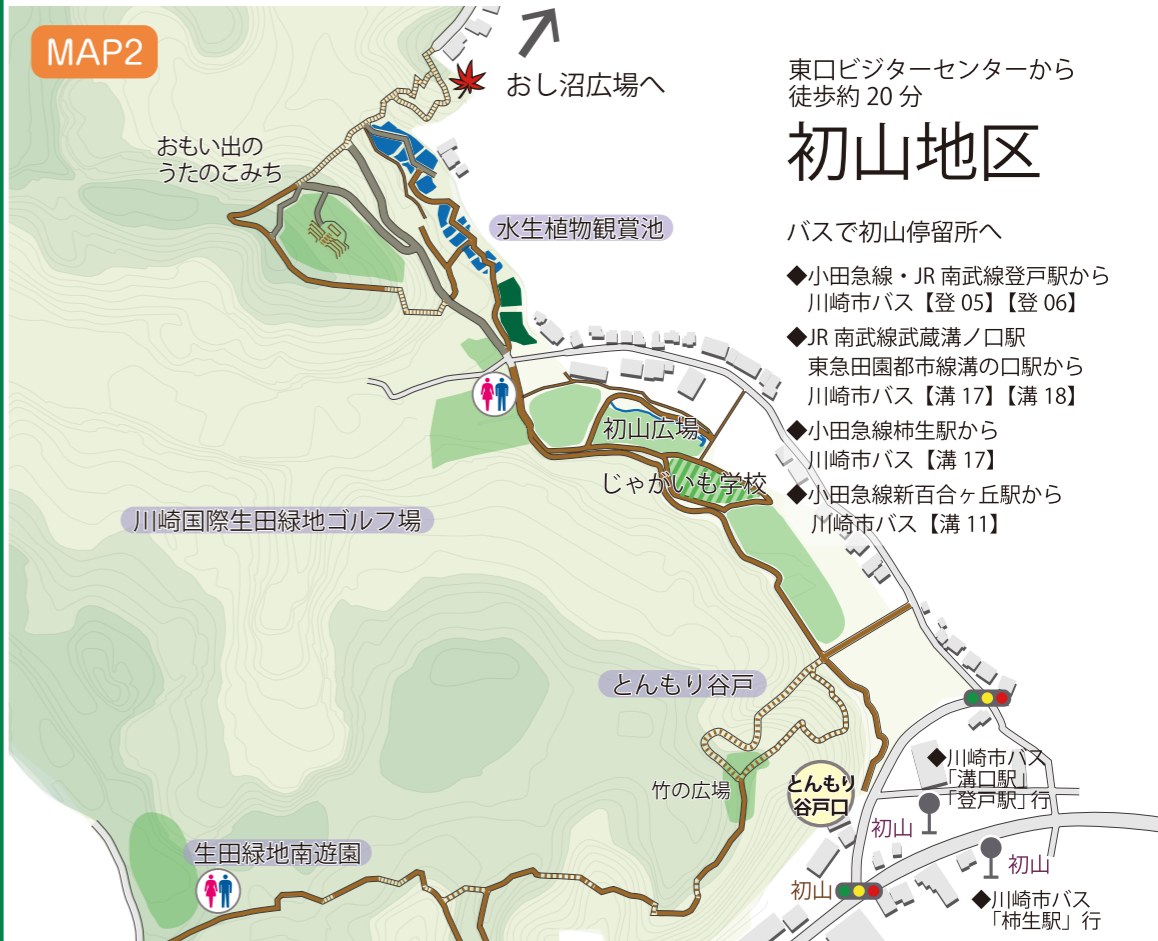 MAP2
おし沼広場へ
東口ビジターセンターから
徒歩約 20 分
初山地区
おもい出の
うたのこみち
水生植物観賞池
バスで初山停留所へ
◆小田急線・JR 南武線登戸駅から
川崎市バス【登 05】【登 06】
◆JR 南武線武蔵溝ノ口駅
東急田園都市線溝の口駅から
川崎市バス【溝 17】【溝 18】
◆小田急線柿生駅から
川崎市バス【溝 17】
◆小田急線新百合ヶ丘駅から
川崎市バス【溝 11】
初山広場
じゃがいも学校
川崎国際生田緑地ゴルフ場
とんもり谷戸
竹の広場
とんもり
谷戸口
◆川崎市バス
「溝口駅」
「登戸駅」行
初山
初山
初山
◆川崎市バス
「柿生駅」行
生田緑地南遊園